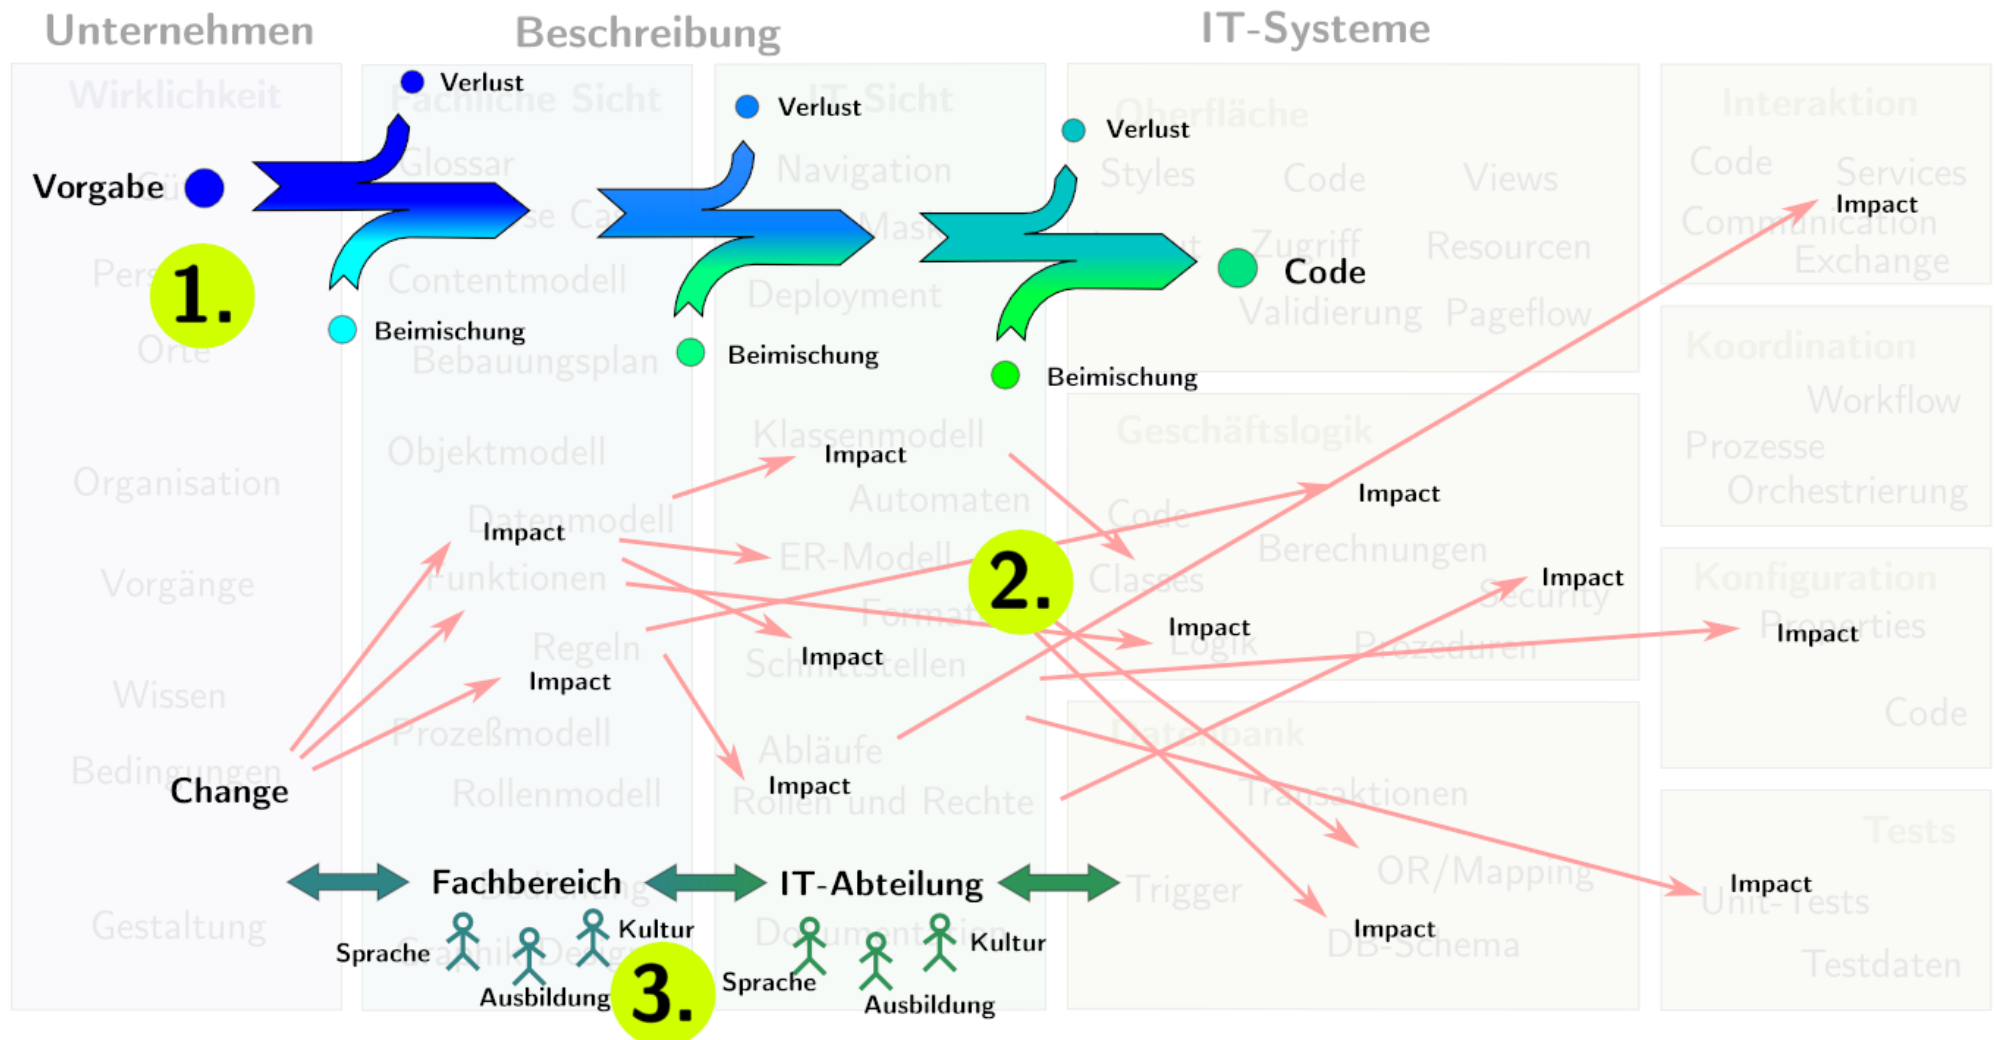 Unternehmen
Beschreibung
IT-Systeme
Wirklichkeit
Fachliche Sicht
IT-Sicht
Oberfläche
Interaktion
Verlust
Verlust
Verlust
Glossar
Navigation
Styles
Code
Views
Code
Services
Vorgabe
Impact
Communication
Zugriff
Resourcen
Exchange
1.
Contentmodell
Deployment
Code
Validierung
Pageflow
Orte
Beimischung
Beimischung
Beimischung
Bebauungsplan
Koordination
Workflow
Prozesse
Orchestrierung
Geschäftslogik
Klassenmodell
Impact
Objektmodell
Organisation
Automaten
Code
Impact
Datenmodell
Impact
ER-Modell
Berechnungen
2.
Classes
Impact
Security
Konfiguration
Properties
Impact
Vorgänge
Funktionen
Impact
Logik
Prozeduren
Regeln
Impact
Schnittstellen
Impact
Wissen
Code
Prozeßmodell
Abläufe
Datenbank
Bedingungen
Change
Rollenmodell
Impact
Rollen und Rechte
Transaktionen
Tests
Fachbereich
IT-Abteilung
Trigger
OR/Mapping
Impact
Unit-Tests
Gestaltung
Sprache
Kultur
Ausbildung
3.
Dokumentation
Sprache
Kultur
Ausbildung
Impact
DB-Schema
Testdaten